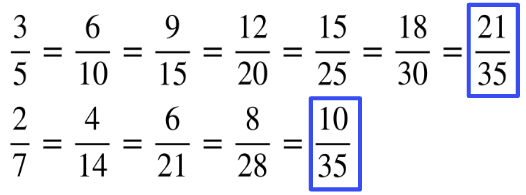 3/5 = 6/10 = 9/15 = 12/20 = 15/25 = 18/30 = 21/35
2/7 = 4/14 = 6/21 = 8/28 = 10/35